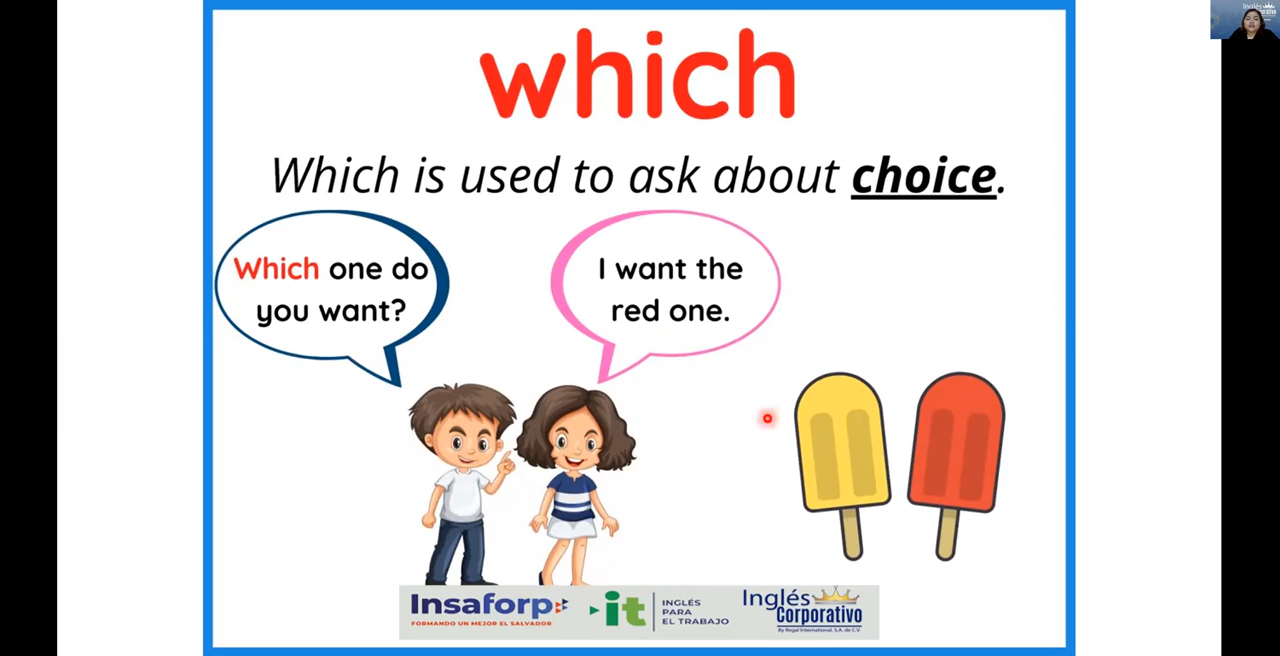 which
Which is used to ask about choice.
Which one do
you want?
I want the
red one.
Insaforp
FORMANDO UN MEJOR EL SALVADOR
it
INGLÉS
PARA
EL TRABAJO
Inglés
Corporativo
By Regal International, S.A. de C.V.
Inglés